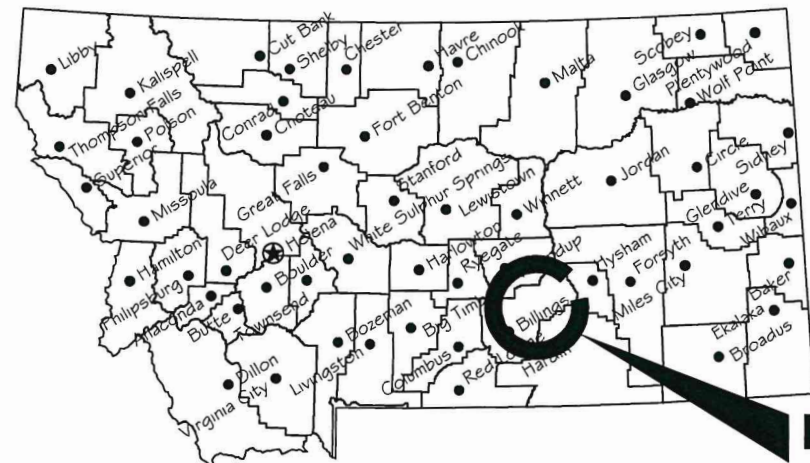 Libby
Kalispell
Cut Bank
Shelby
Chester
Havre
Chinook
Malta
Scobey
Glasgow
Plentywood
Wolf Point
Thompson Falls
Polson
Superior
Conrad
Choteau
Fort Banton
Missoula
Great Falls
Stanford
Lewistown
Winnett
Jordan
Circle
Sidney
Glendive
Terry
Wibaux
Hamilton
Philipsburg
Deer Lodge
Helena
Boulder
White Sulphur Springs
Harlowton
Ryegate
Hysham
Forsyth
Miles City
Baker
Ekalaka
Broadus
Anaconda
Butte
Townsend
Bozeman
Livingston
Big Timb
Columbus
Billings
Red Lodge
Hardin
Dillon
Virginia City